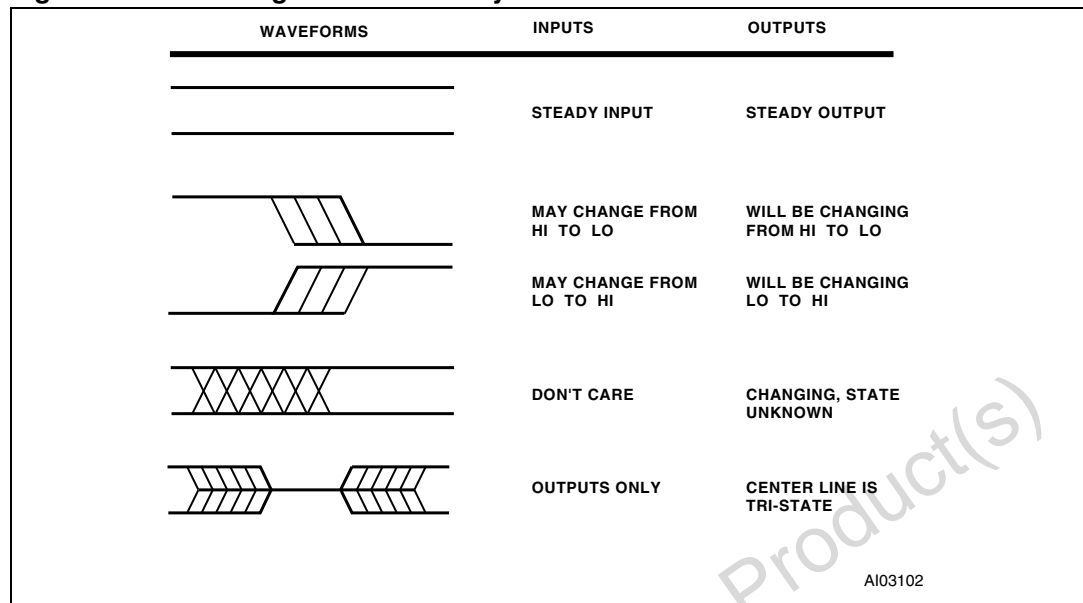 WAVEFORMS INPUTS OUTPUTS
STEADY INPUT STEADY OUTPUT
MAY CHANGE FROM WILL BE CHANGING
HI TO LO FROM HI TO LO
MAY CHANGE FROM WILL BE CHANGING
LO TO HI LO TO HI
DON'T CARE CHANGING, STATE
UNKNOWN
OUTPUTS ONLY CENTER LINE IS
TRI-STATE
Product(s)
AI03102